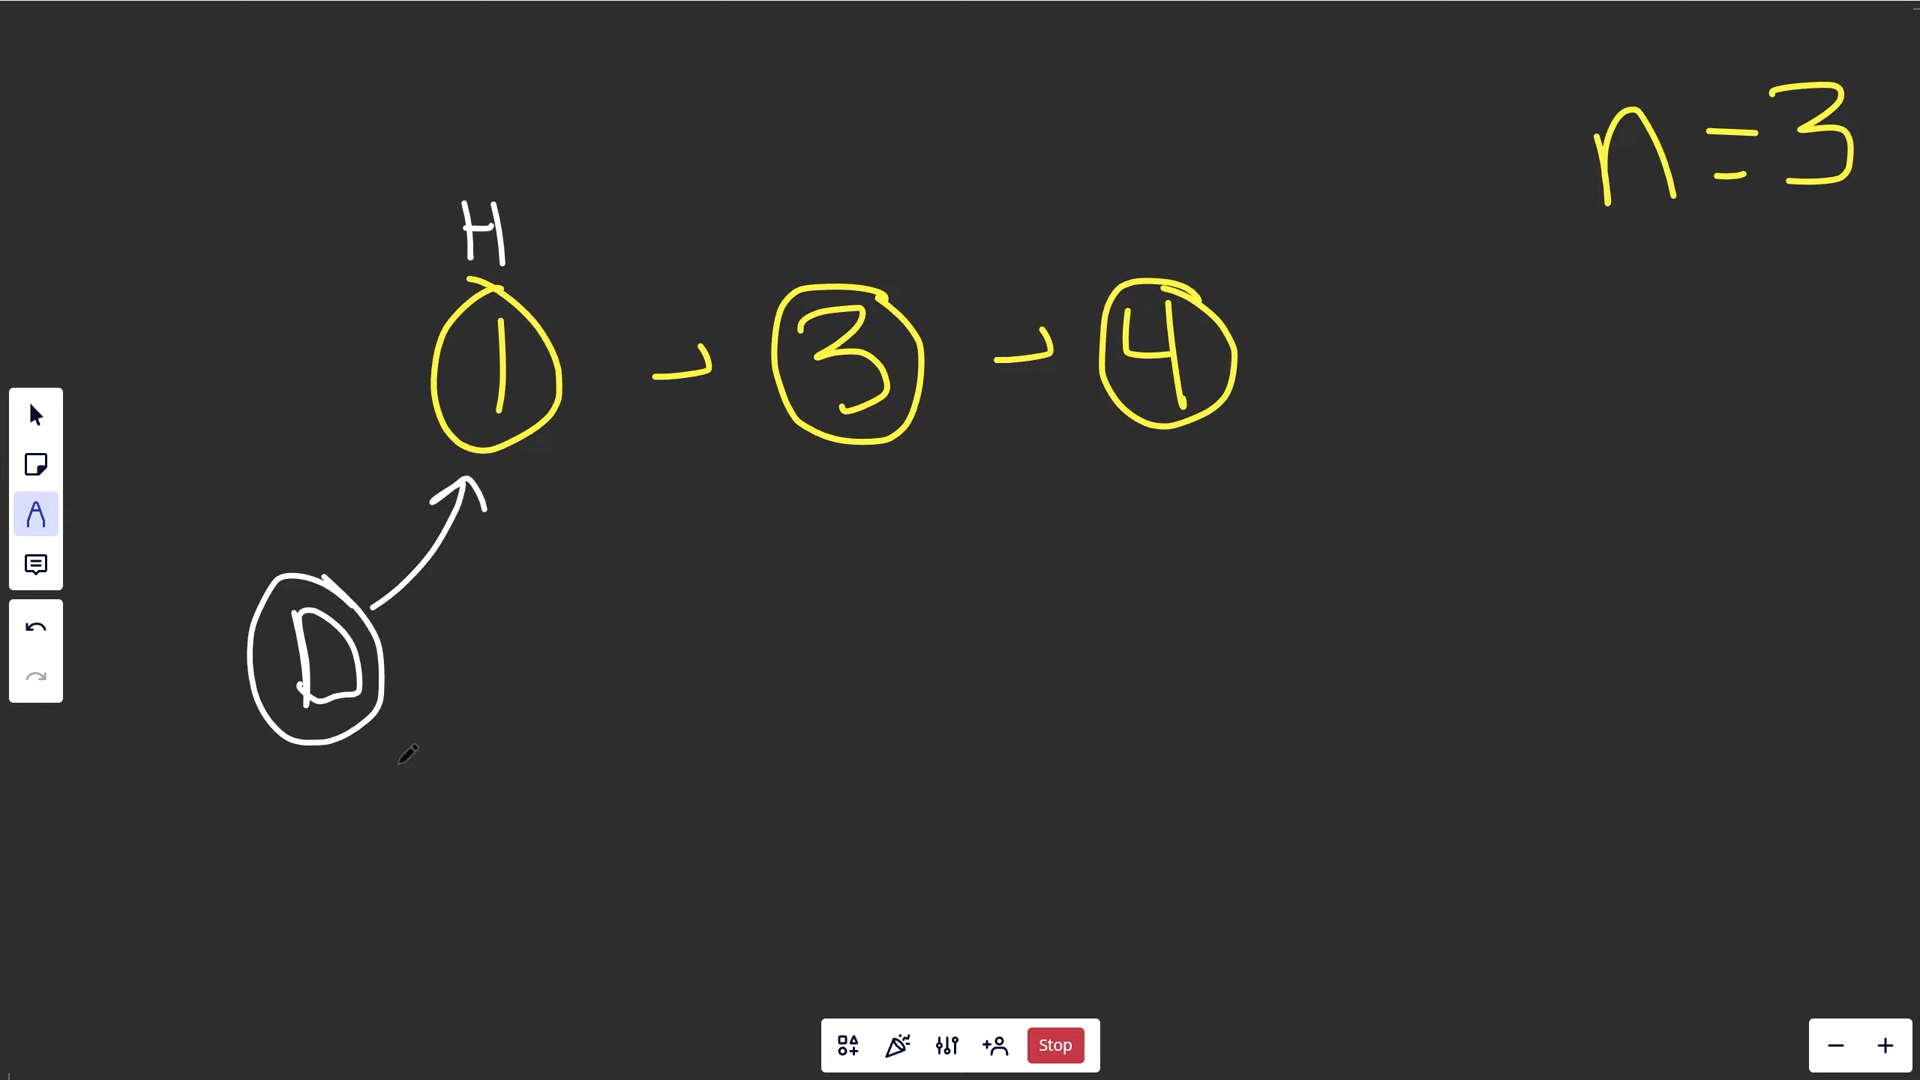 n=3
H
1 → 3 → 4
D
Stop